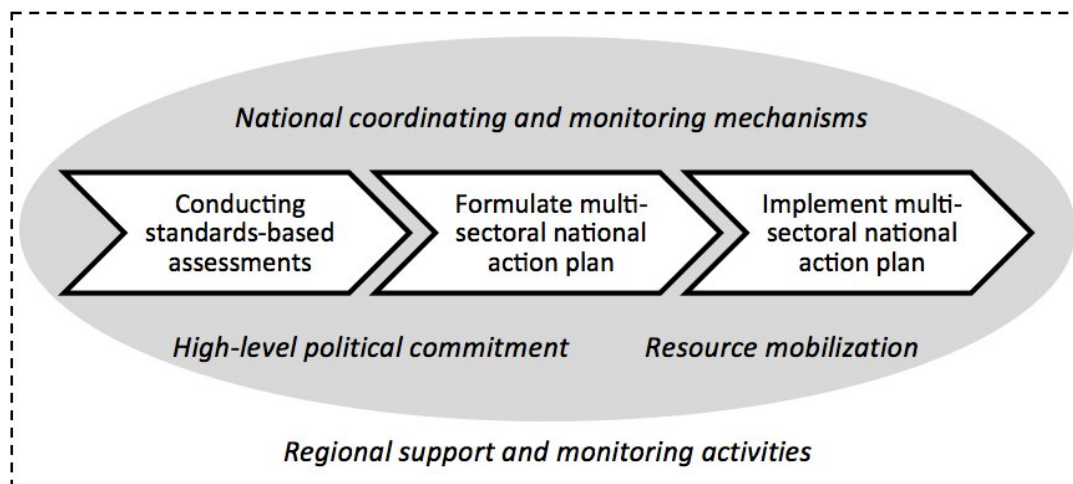 National coordinating and monitoring mechanisms
Conducting
standards-based
assessments
Formulate multi-
sectoral national
action plan
Implement multi-
sectoral national
action plan
High-level political commitment
Resource mobilization
Regional support and monitoring activities